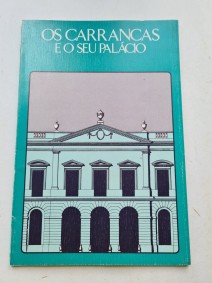 OS CARRANCAS
E O SEU PALÁCIO